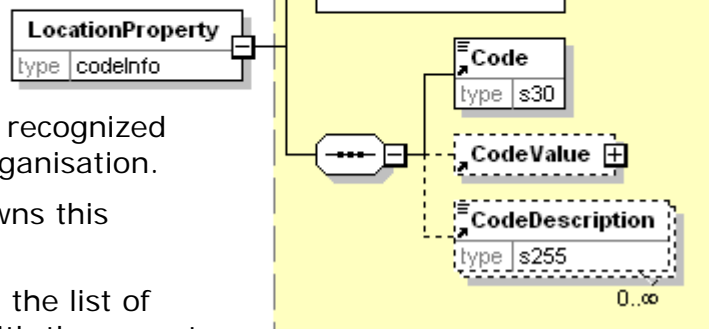 LocationProperty
type codeInfo
Code
type s30
recognized
ganisation.
CodeValue
wns this
CodeDescription
type s255
the list of
0..∞